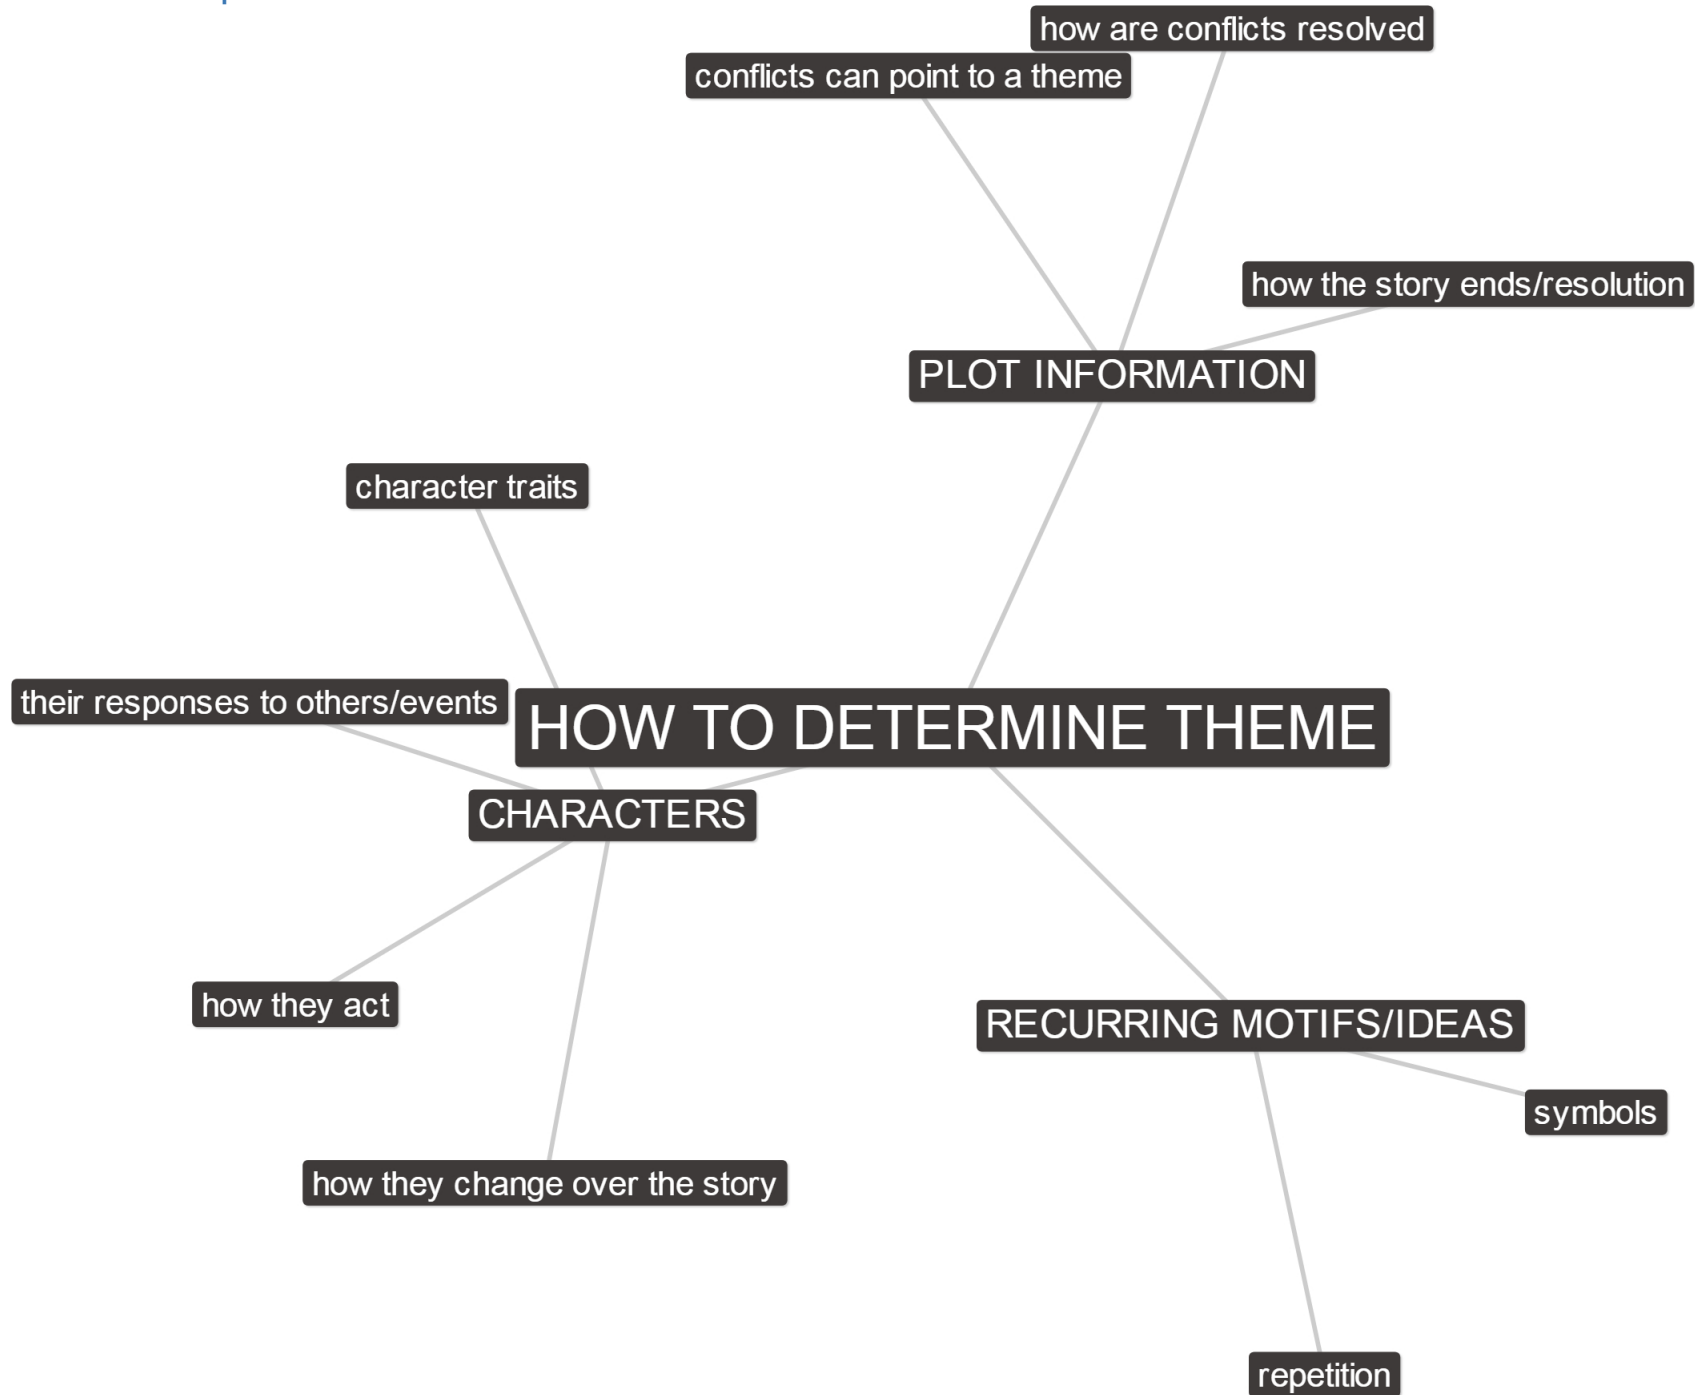 how are conflicts resolved
conflicts can point to a theme
how the story ends/resolution
PLOT INFORMATION
character traits
their responses to others/events
HOW TO DETERMINE THEME
CHARACTERS
how they act
RECURRING MOTIFS/IDEAS
symbols
how they change over the story
repetition